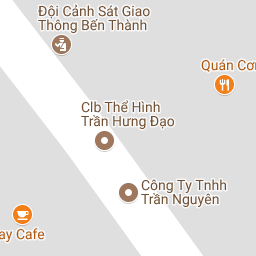 Đội Cảnh Sát Giao
Thông Bến Thành
Quán Cơ
Clb Thể Hình
Trần Hưng Đạo
Công Ty Tnhh
Trần Nguyên
ay Cafe